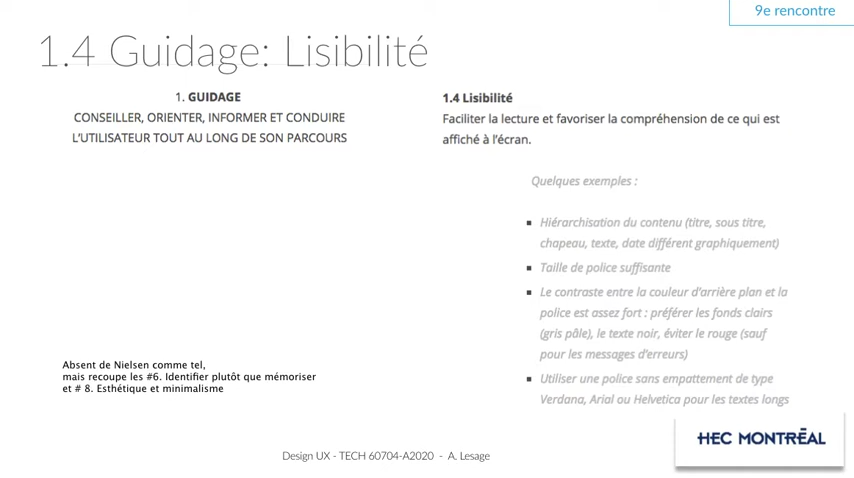 9e rencontre
1.4 Guidage: Lisibilité
1. GUIDAGE
CONSEILLER, ORIENTER, INFORMER ET CONDUIRE
L'UTILISATEUR TOUT AU LONG DE SON PARCOURS
1.4 Lisibilité
Faciliter la lecture et favoriser la compréhension de ce qui est
affiché à l'écran.
Quelques exemples :
▪ Hiérarchisation du contenu (titre, sous titre,
chapeau, texte, date différent graphiquement)
▪ Taille de police suffisante
▪ Le contraste entre la couleur d'arrière plan et la
police est assez fort : préférer les fonds clairs
(gris pâle), le texte noir, éviter le rouge (sauf
pour les messages d'erreurs)
▪ Utiliser une police sans empattement de type
Verdana, Arial ou Helvetica pour les textes longs
Absent de Nielsen comme tel,
mais recoupe les #6. Identifier plutôt que mémoriser
et # 8. Esthétique et minimalisme
Design UX - TECH 60704-A2020 - A. Lesage
HEC MONTRÉAL